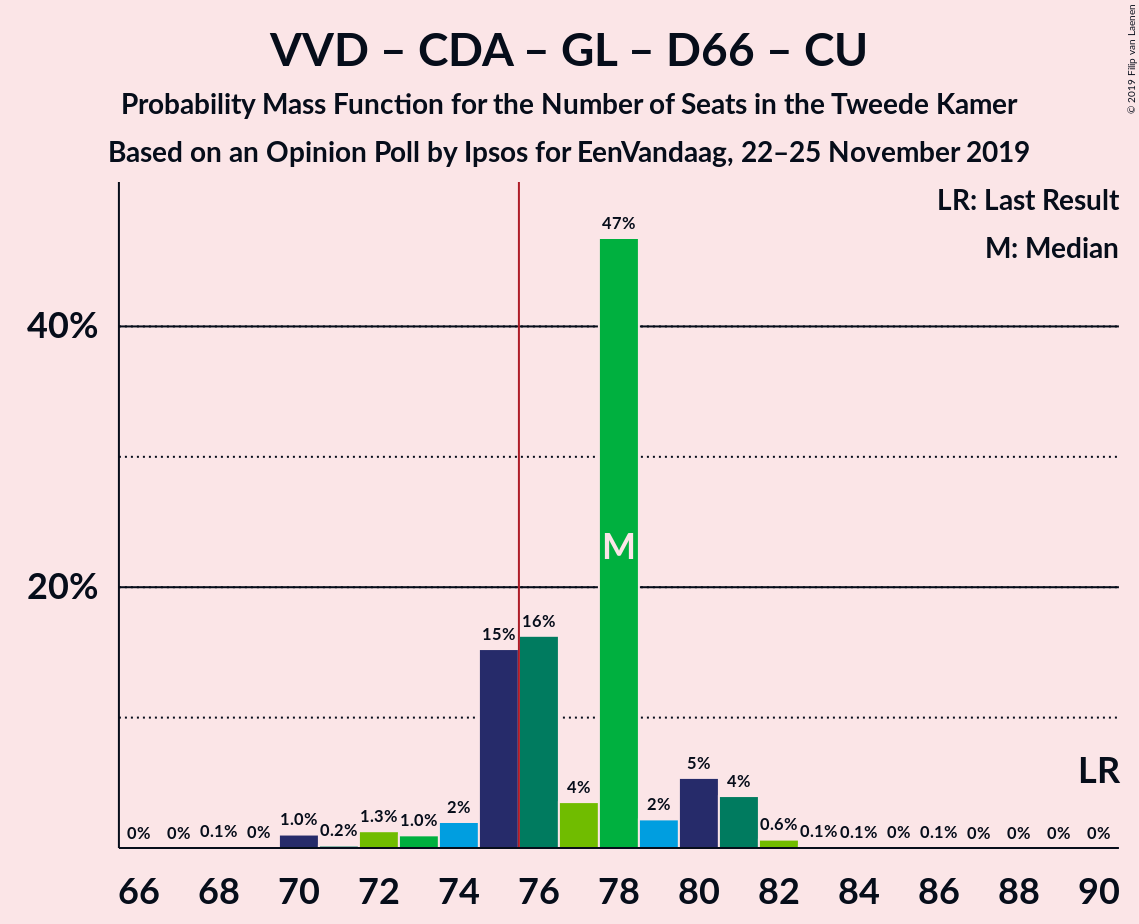 VVD – CDA – GL – D66 – CU
Probability Mass Function for the Number of Seats in the Tweede Kamer
Based on an Opinion Poll by Ipsos for EenVandaag, 22–25 November 2019
© 2019 Filip van Laenen
LR: Last Result
M: Median
40%
20%
0% 0% 0.1% 0% 1.0% 0.2% 1.3% 1.0% 2% 15% 16% 4% 47% 2% 5% 4% 0.6% 0.1% 0.1% 0% 0.1% 0% 0% 0% 0%
M
LR
66 68 70 72 74 76 78 80 82 84 86 88 90